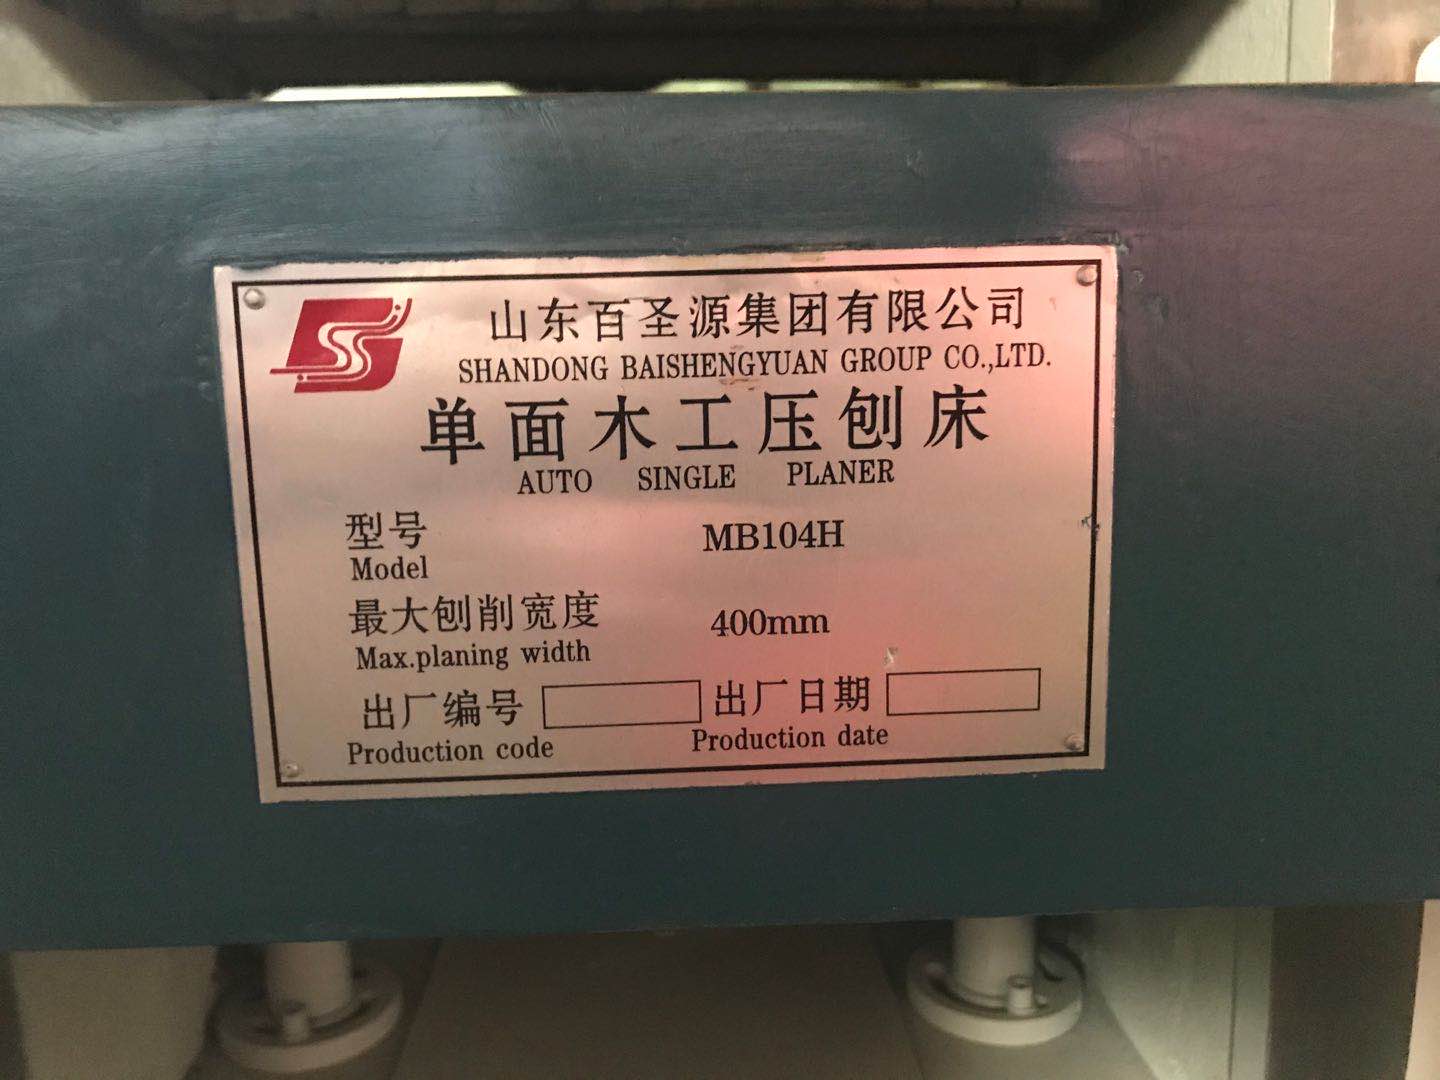 山东百圣源集团有限公司
SHANDONG BAISHENGYUAN GROUP CO.,LTD.
单面木工压刨床
AUTO SINGLE PLANER
型号 MB104H
Model
最大刨削宽度 400mm
Max.planing width
出厂编号 出厂日期
Production code Production date